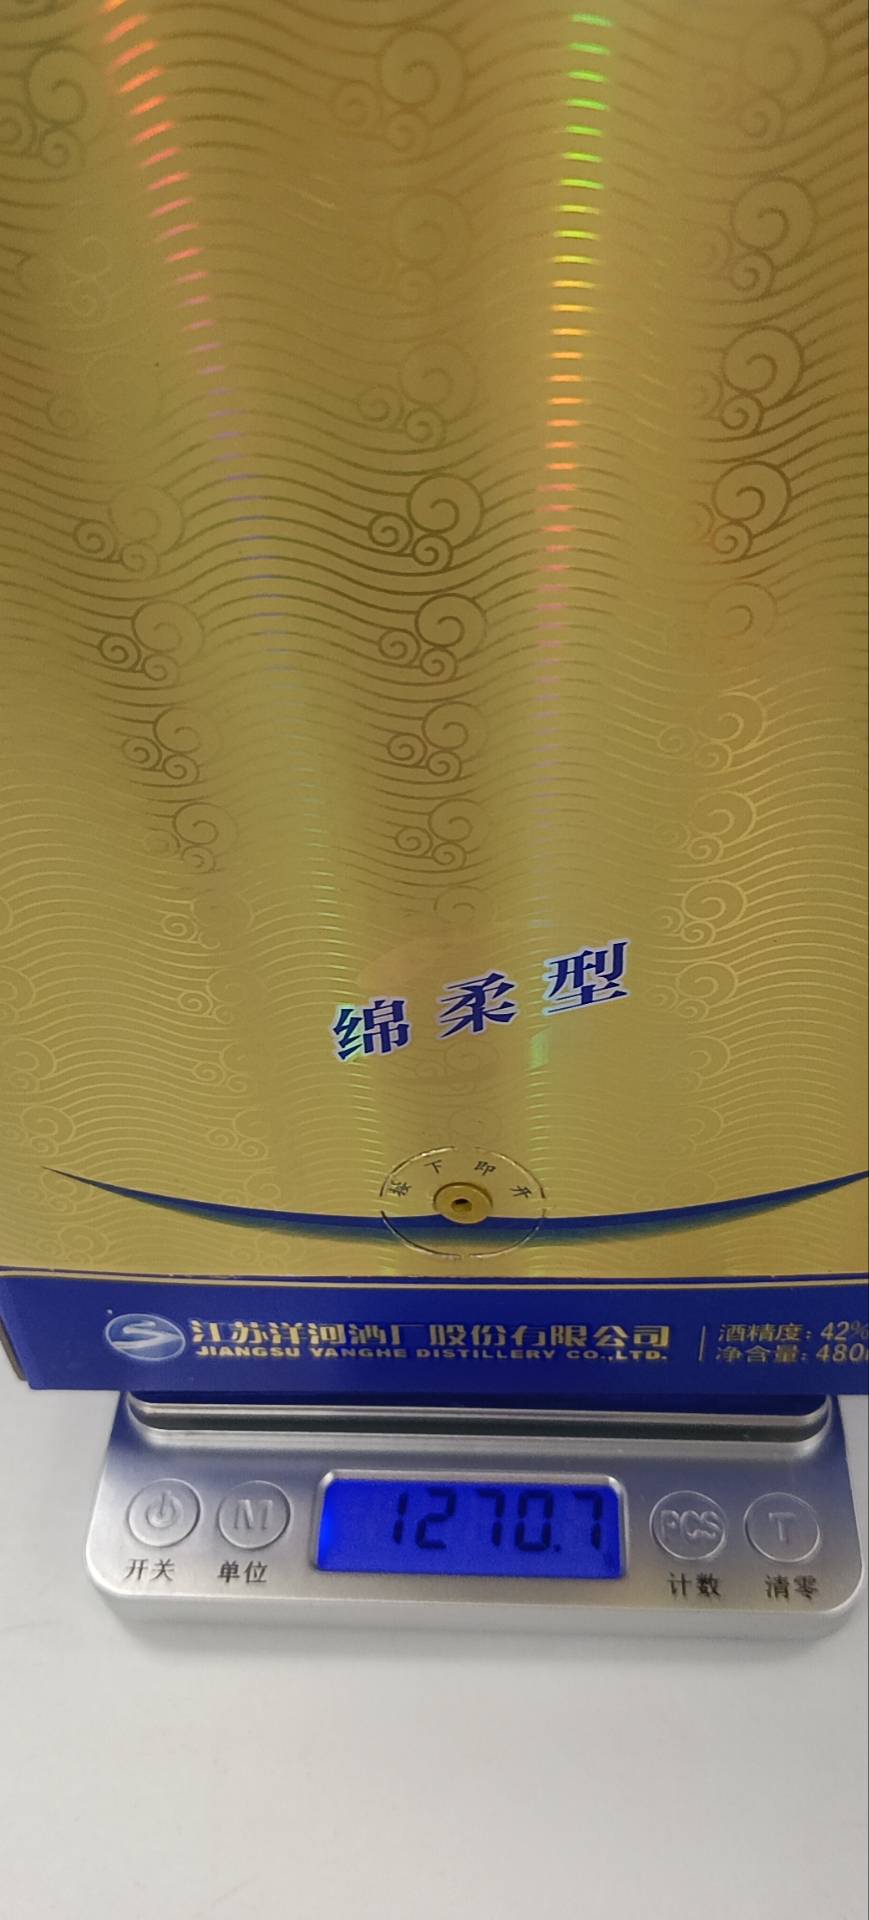 绵柔型
按下即开
江苏洋河酒厂股份有限公司
JIANGSU YANGHE DISTILLERY CO.,LTD.
酒精度: 42%
净含量: 480
1270.7
M
PCS
T
开关
单位
计数
清零